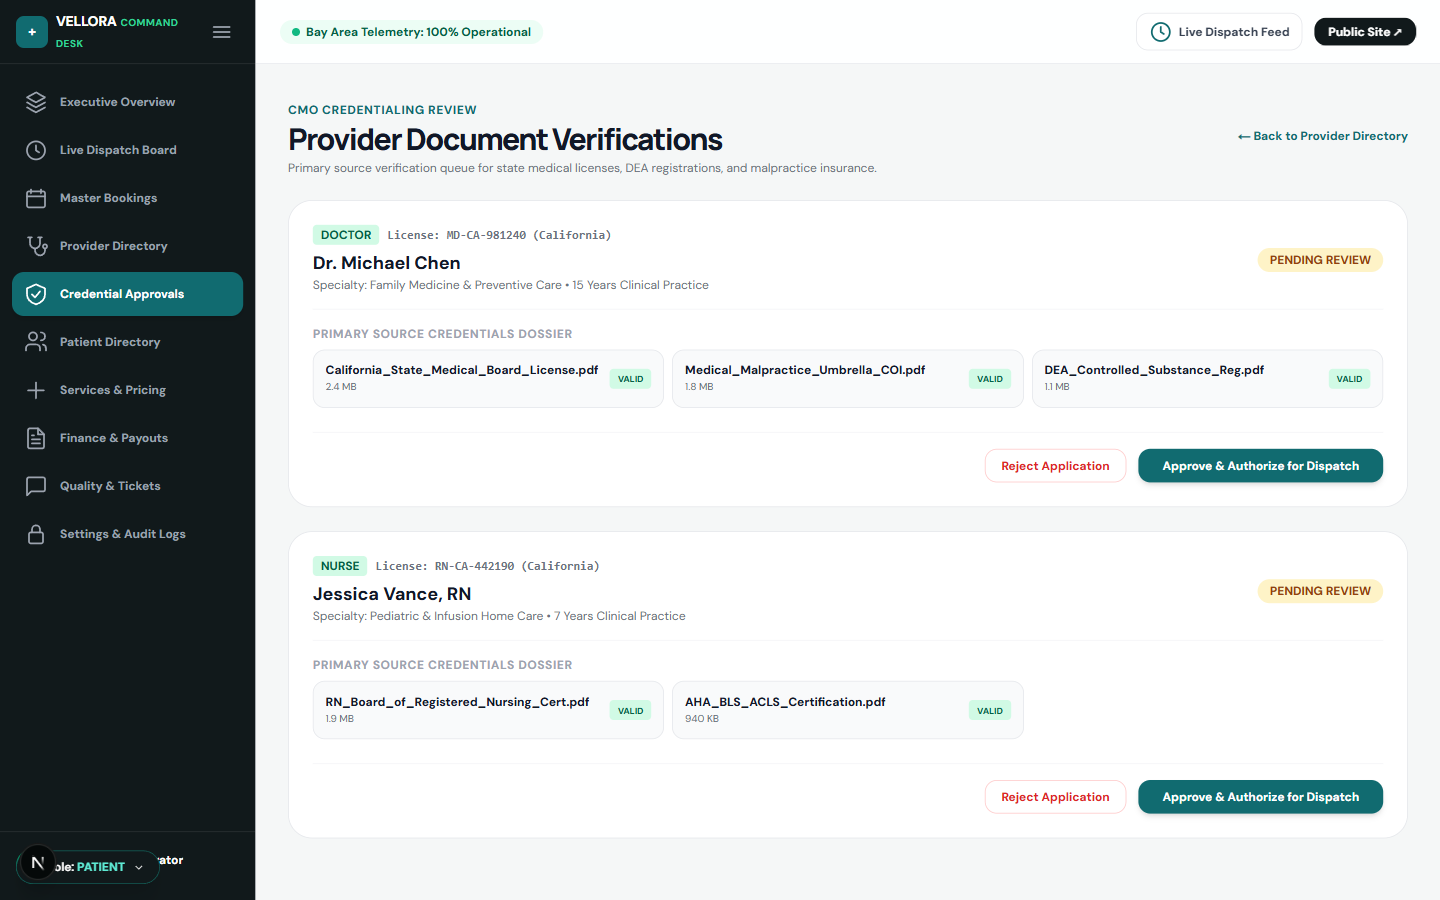 VELLORA COMMAND
DESK
Executive Overview
Live Dispatch Board
Master Bookings
Provider Directory
Credential Approvals
Patient Directory
Services & Pricing
Finance & Payouts
Quality & Tickets
Settings & Audit Logs
N
PATIENT
Bay Area Telemetry: 100% Operational
Live Dispatch Feed
Public Site ↗
CMO CREDENTIALING REVIEW
Provider Document Verifications
Primary source verification queue for state medical licenses, DEA registrations, and malpractice insurance.
← Back to Provider Directory
DOCTOR License: MD-CA-981240 (California)
Dr. Michael Chen
Specialty: Family Medicine & Preventive Care • 15 Years Clinical Practice
PENDING REVIEW
PRIMARY SOURCE CREDENTIALS DOSSIER
California_State_Medical_Board_License.pdf
2.4 MB
VALID
Medical_Malpractice_Umbrella_COI.pdf
1.8 MB
VALID
DEA_Controlled_Substance_Reg.pdf
1.1 MB
VALID
Reject Application
Approve & Authorize for Dispatch
NURSE License: RN-CA-442190 (California)
Jessica Vance, RN
Specialty: Pediatric & Infusion Home Care • 7 Years Clinical Practice
PENDING REVIEW
PRIMARY SOURCE CREDENTIALS DOSSIER
RN_Board_of_Registered_Nursing_Cert.pdf
1.9 MB
VALID
AHA_BLS_ACLS_Certification.pdf
940 KB
VALID
Reject Application
Approve & Authorize for Dispatch